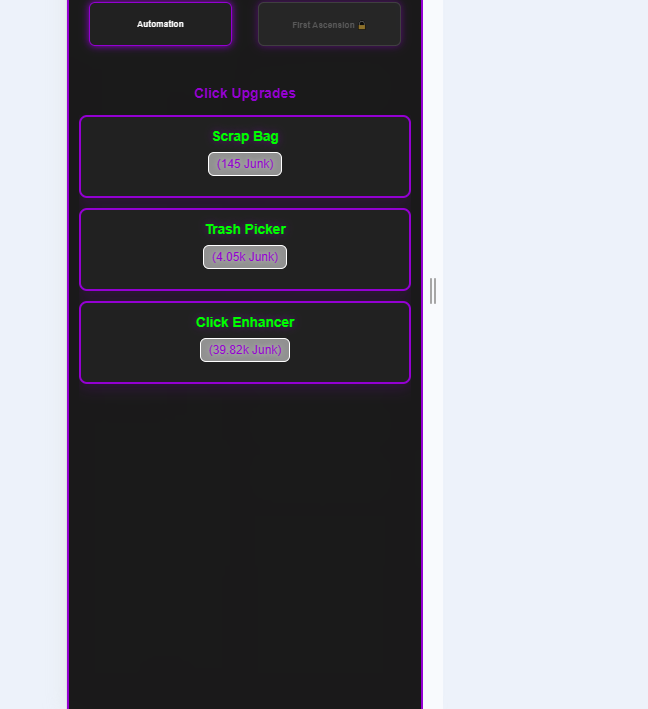 Automation
First Ascension 🔒
Click Upgrades
Scrap Bag
(145 Junk)
Trash Picker
(4.05k Junk)
Click Enhancer
(39.82k Junk)